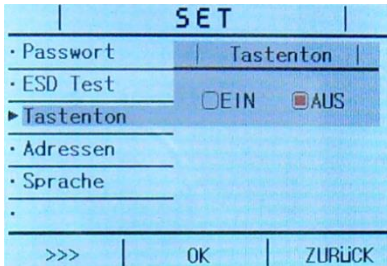 SET
Passwort
ESD Test
Tastenton
Adressen
Sprache
Tastenton
EIN AUS
>>> OK ZURÜCK